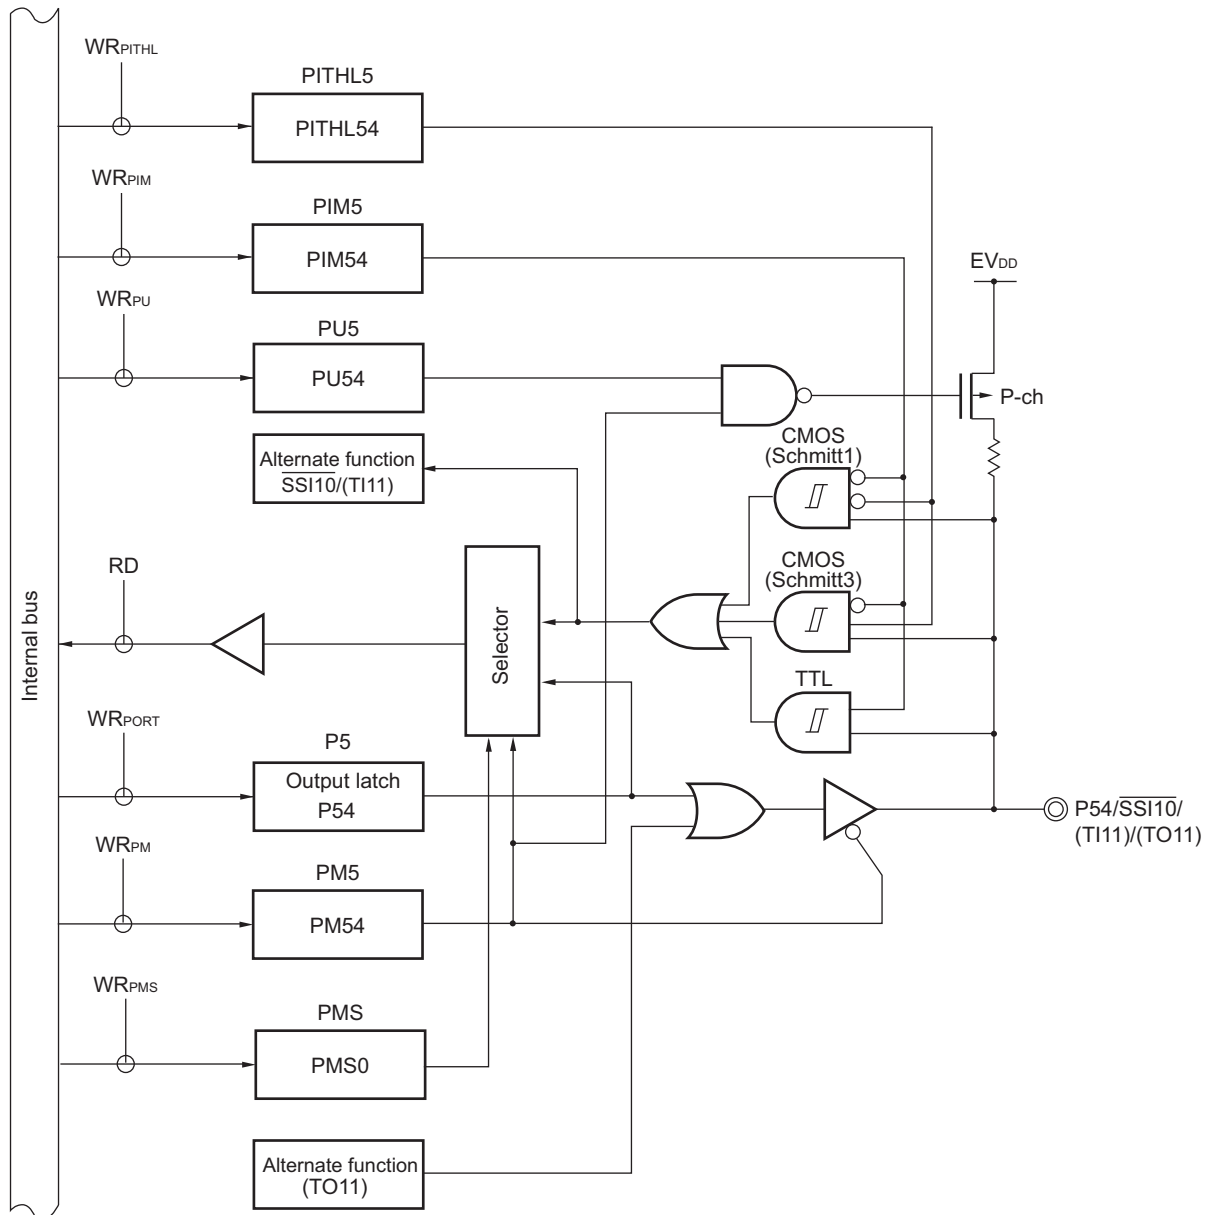 WRPITHL
PITHL5
PITHL54
WRPIM
PIM5
PIM54
EVDD
WRPU
PU5
PU54
P-ch
CMOS
(Schmitt1)
Alternate function
SSI10/(TI11)
RD
CMOS
(Schmitt3)
Internal bus
Selector
TTL
WRPORT
P5
Output latch
P54
P54/SSI10/
(TI11)/(TO11)
WRPM
PM5
PM54
WRPMS
PMS
PMS0
Alternate function
(TO11)